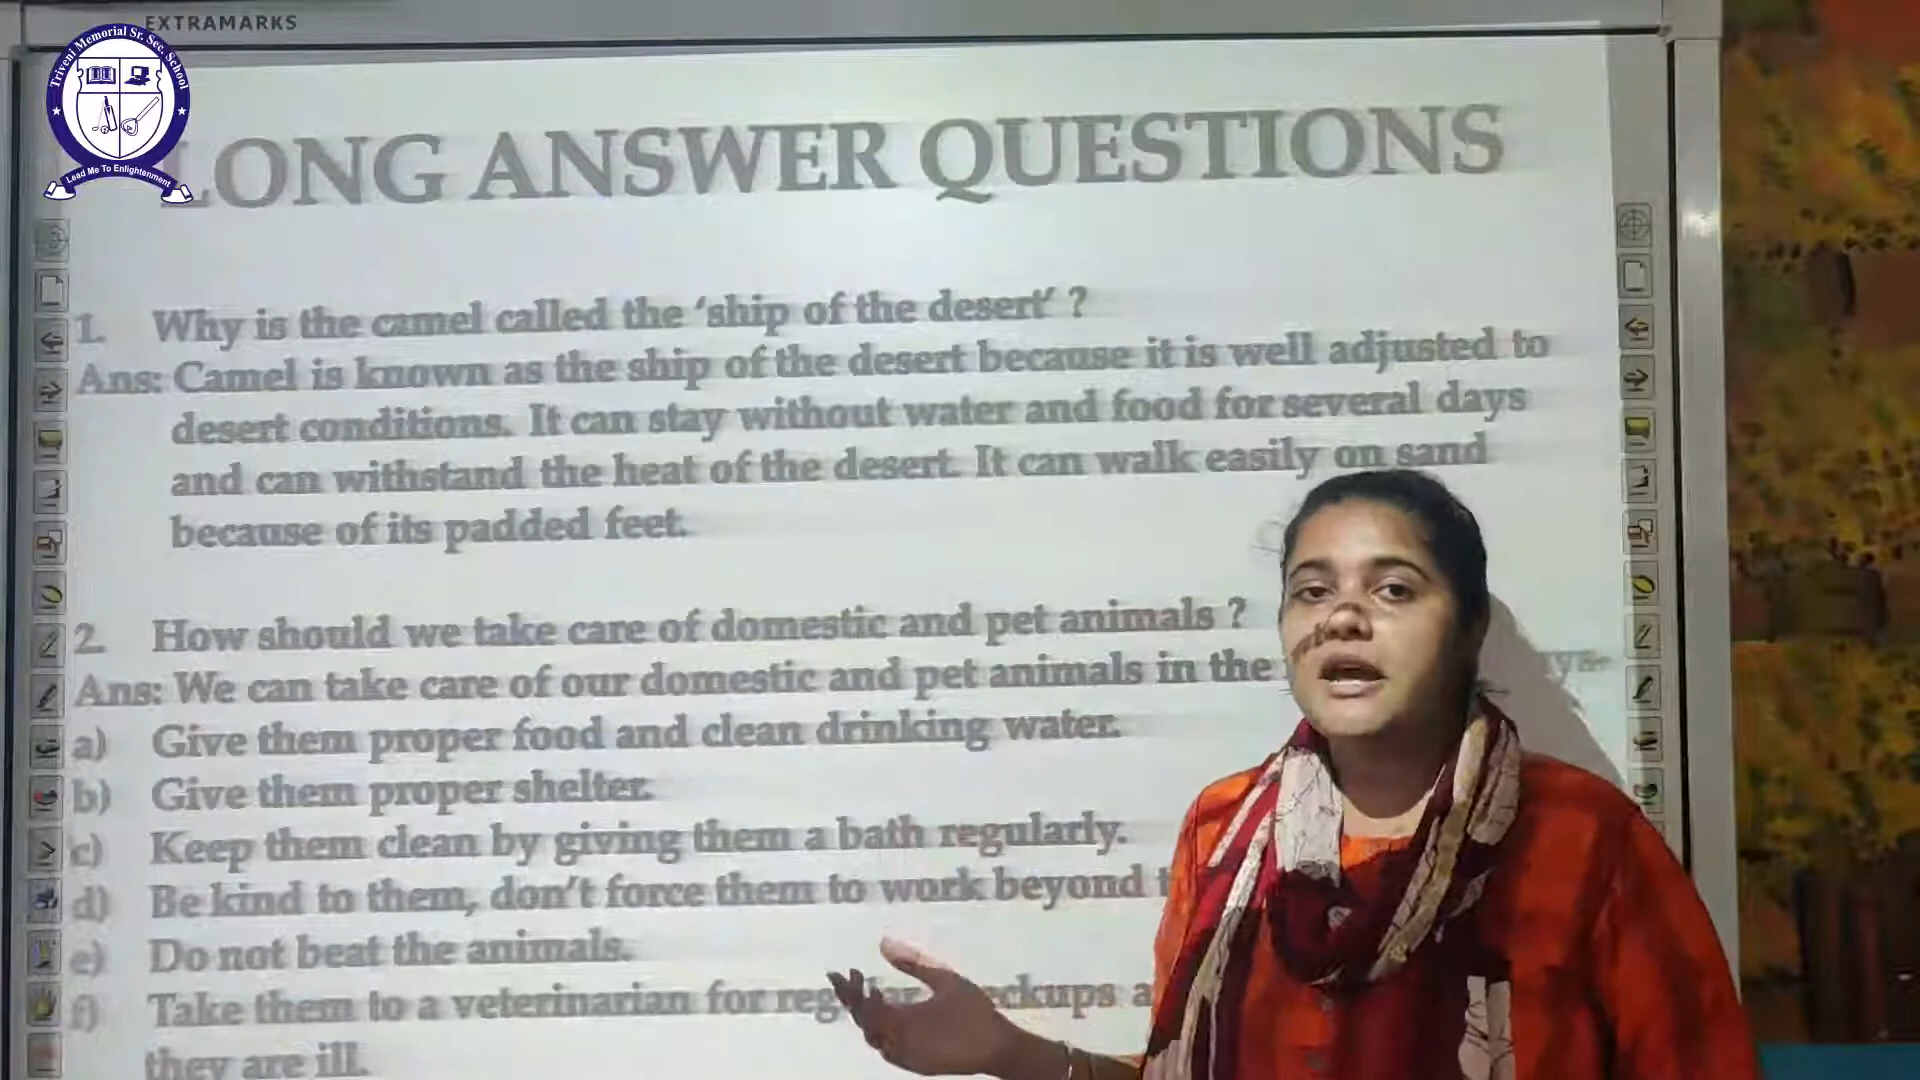 EXTRAMARKS
Triveni Memorial Sr. Sec. School
Lead Me To Enlightenment
LONG ANSWER QUESTIONS
1. Why is the camel called the ‘ship of the desert’ ?
Ans: Camel is known as the ship of the desert because it is well adjusted to
desert conditions. It can stay without water and food for several days
and can withstand the heat of the desert. It can walk easily on sand
because of its padded feet.
2. How should we take care of domestic and pet animals ?
Ans: We can take care of our domestic and pet animals in the
a) Give them proper food and clean drinking water.
b) Give them proper shelter.
c) Keep them clean by giving them a bath regularly.
d) Be kind to them, don’t force them to work beyond
e) Do not beat the animals.
f) Take them to a veterinarian for regular checkups
they are ill.